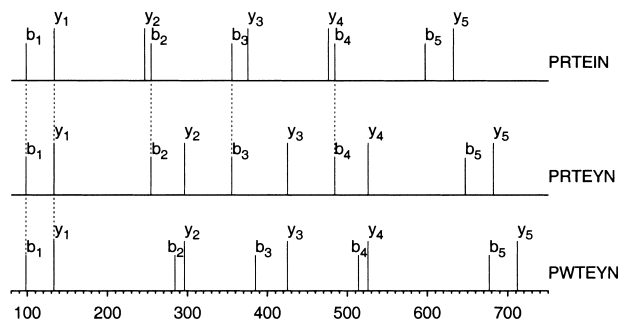 y1 y2 y3 y4 y5
b1 b2 b3 b4 b5
PRTEIN
y1 y2 y3 y4 y5
b1 b2 b3 b4 b5
PRTEYN
y1 y2 y3 y4 y5
b1 b2 b3 b4 b5
PWTEYN
100 200 300 400 500 600 700